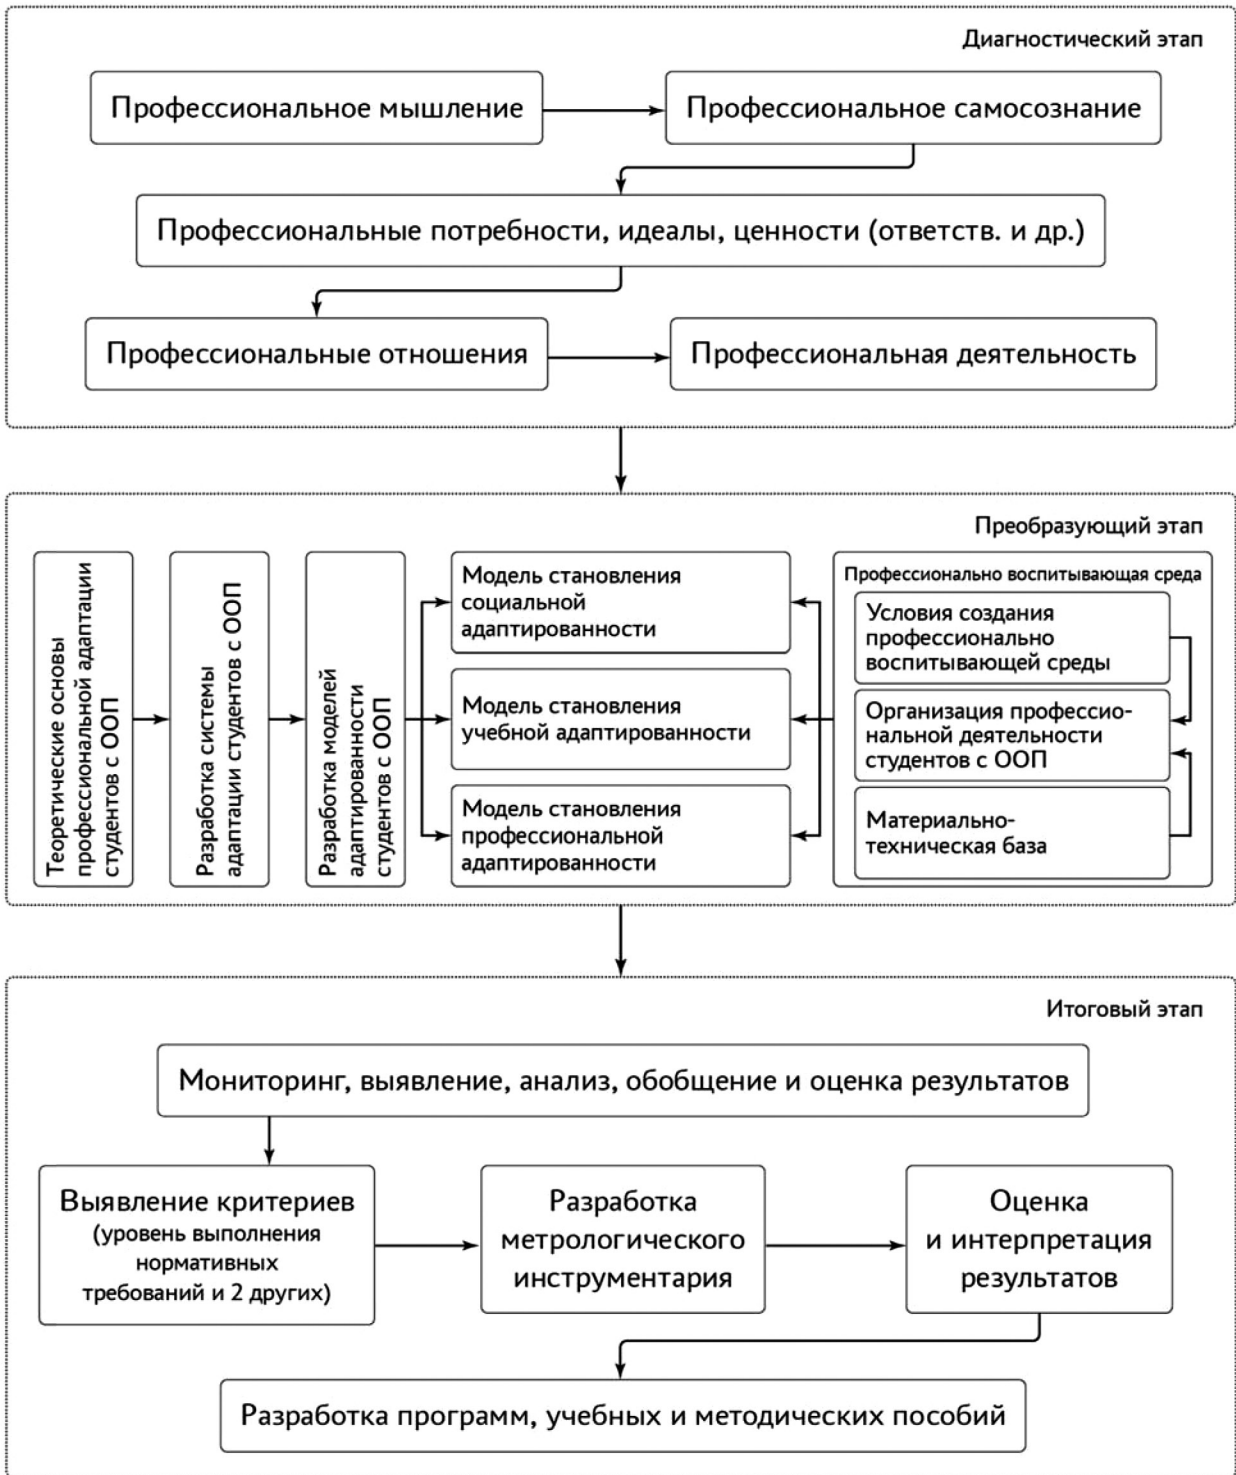 Диагностический этап
Профессиональное мышление
Профессиональное самосознание
Профессиональные потребности, идеалы, ценности (ответств. и др.)
Профессиональные отношения
Профессиональная деятельность
Преобразующий этап
Теоретические основы
профессиональной адаптации
студентов с ООП
Разработка системы
адаптации студентов с ООП
Разработка моделей
адаптированности
студентов с ООП
Модель становления
социальной
адаптированности
Модель становления
учебной адаптированности
Модель становления
профессиональной
адаптированности
Профессионально воспитывающая среда
Условия создания
профессионально
воспитывающей среды
Организация профессио-
нальной деятельности
студентов с ООП
Материально-
техническая база
Итоговый этап
Мониторинг, выявление, анализ, обобщение и оценка результатов
Выявление критериев
(уровень выполнения
нормативных
требований и 2 других)
Разработка
метрологического
инструментария
Оценка
и интерпретация
результатов
Разработка программ, учебных и методических пособий